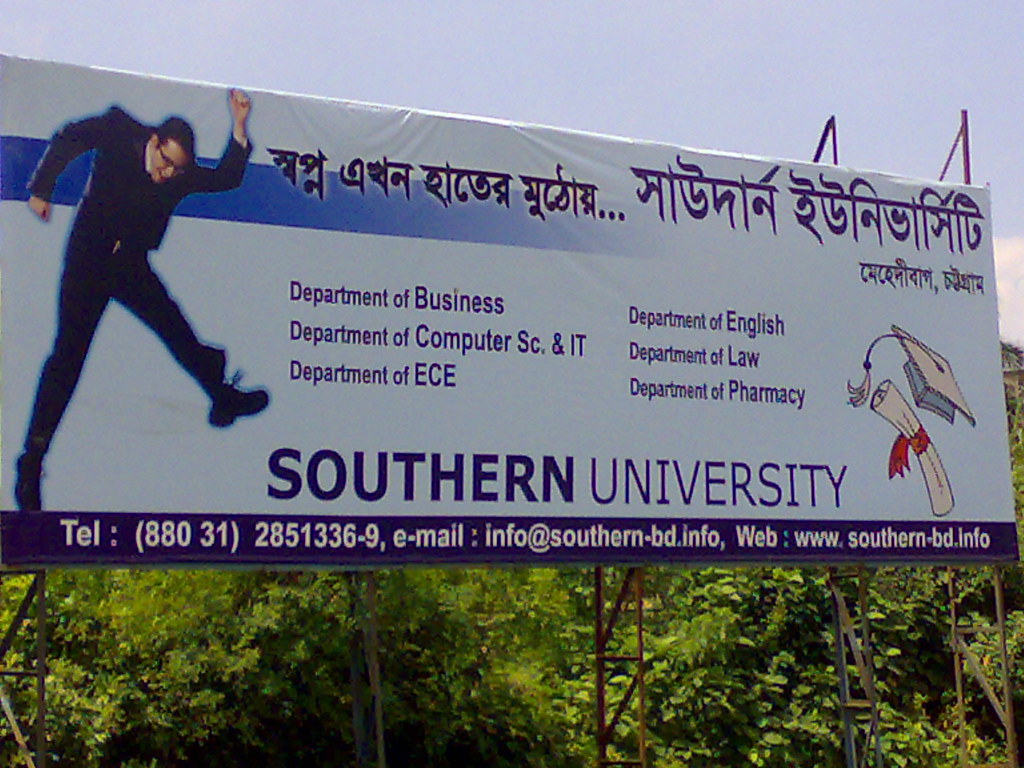 স্বপ্ন এখন হাতের মুঠোয়... সাউদার্ন ইউনিভার্সিটি
মেহেদীবাগ, চট্টগ্রাম
Department of Business
Department of Computer Sc. & IT
Department of ECE
Department of English
Department of Law
Department of Pharmacy
SOUTHERN UNIVERSITY
Tel : (880 31) 2851336-9, e-mail : info@southern-bd.info, Web : www. southern-bd.info